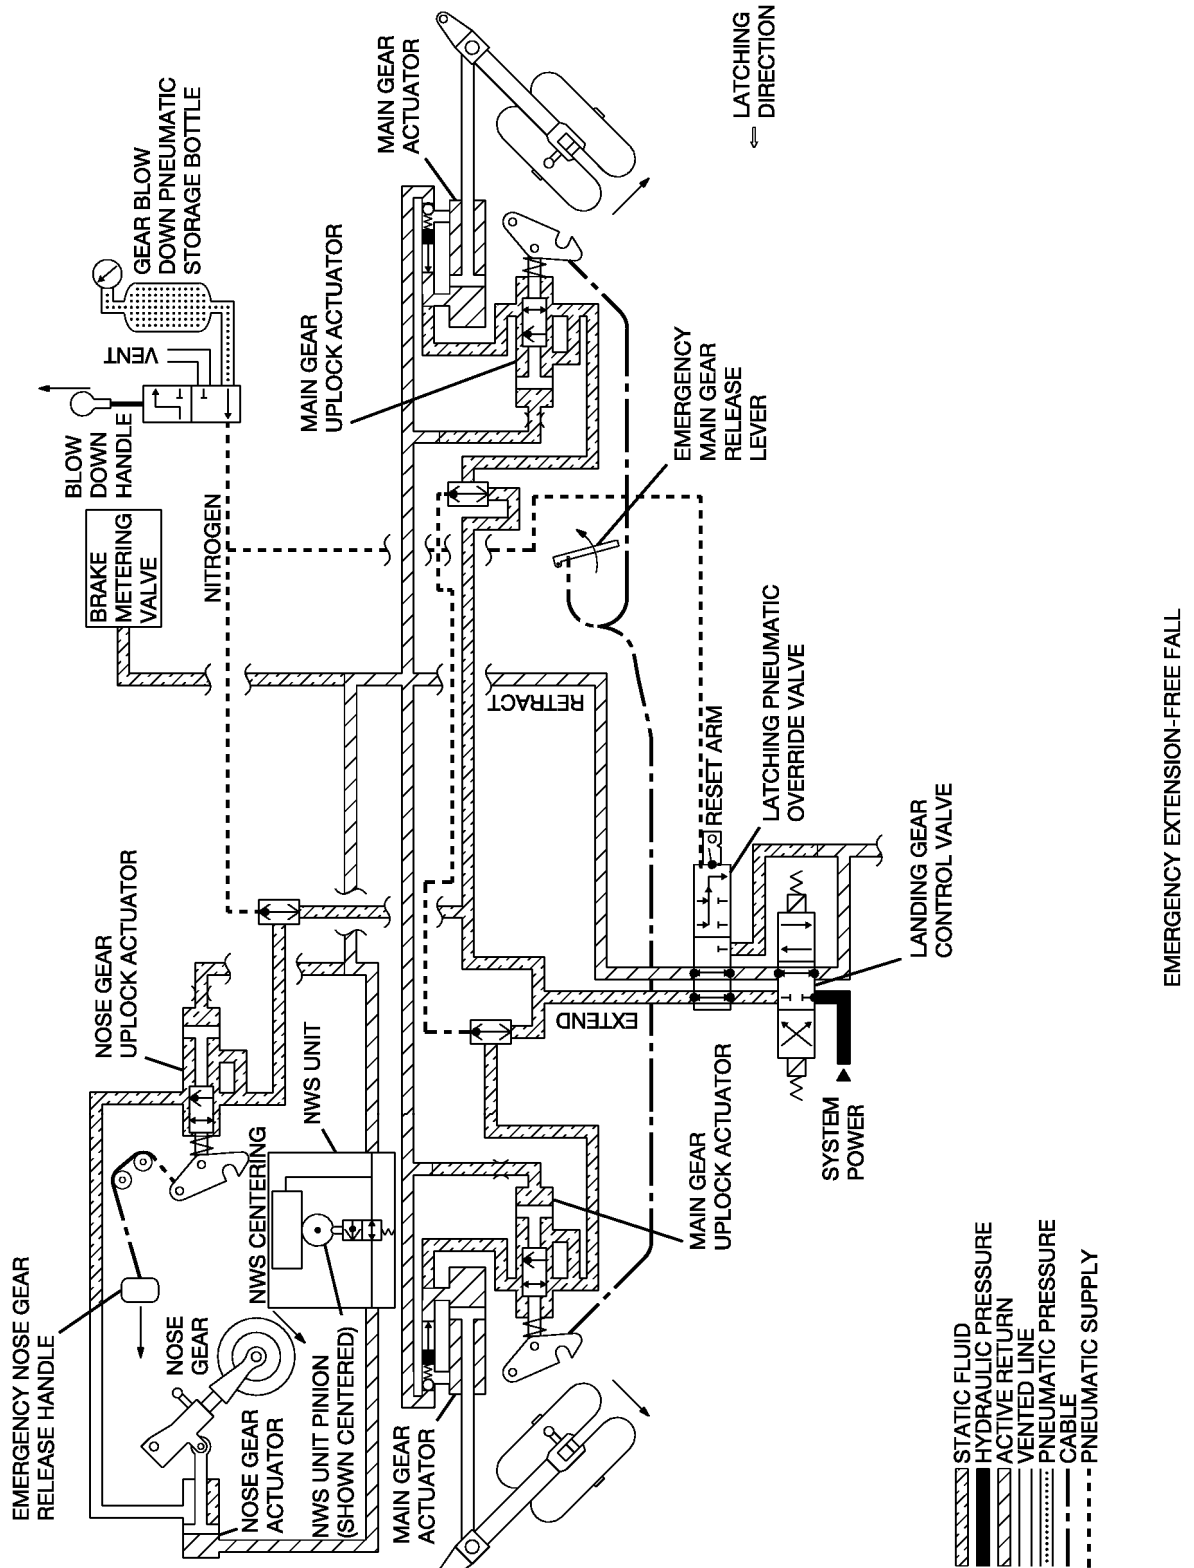 EMERGENCY NOSE GEAR
RELEASE HANDLE
NOSE GEAR
UPLOCK ACTUATOR
BRAKE
METERING
VALVE
BLOW
DOWN
HANDLE
VENT
GEAR BLOW
DOWN PNEUMATIC
STORAGE BOTTLE
NITROGEN
NOSE
GEAR
NOSE GEAR
ACTUATOR
NWS CENTERING
NWS UNIT
NWS UNIT PINION
(SHOWN CENTERED)
MAIN GEAR
UPLOCK ACTUATOR
MAIN GEAR
ACTUATOR
MAIN GEAR
ACTUATOR
RETRACT
EXTEND
EMERGENCY
MAIN GEAR
RELEASE
LEVER
LATCHING
DIRECTION
MAIN GEAR
UPLOCK ACTUATOR
RESET ARM
LATCHING PNEUMATIC
OVERRIDE VALVE
LANDING GEAR
CONTROL VALVE
SYSTEM
POWER
STATIC FLUID
HYDRAULIC PRESSURE
ACTIVE RETURN
VENTED LINE
PNEUMATIC PRESSURE
CABLE
PNEUMATIC SUPPLY
EMERGENCY EXTENSION-FREE FALL